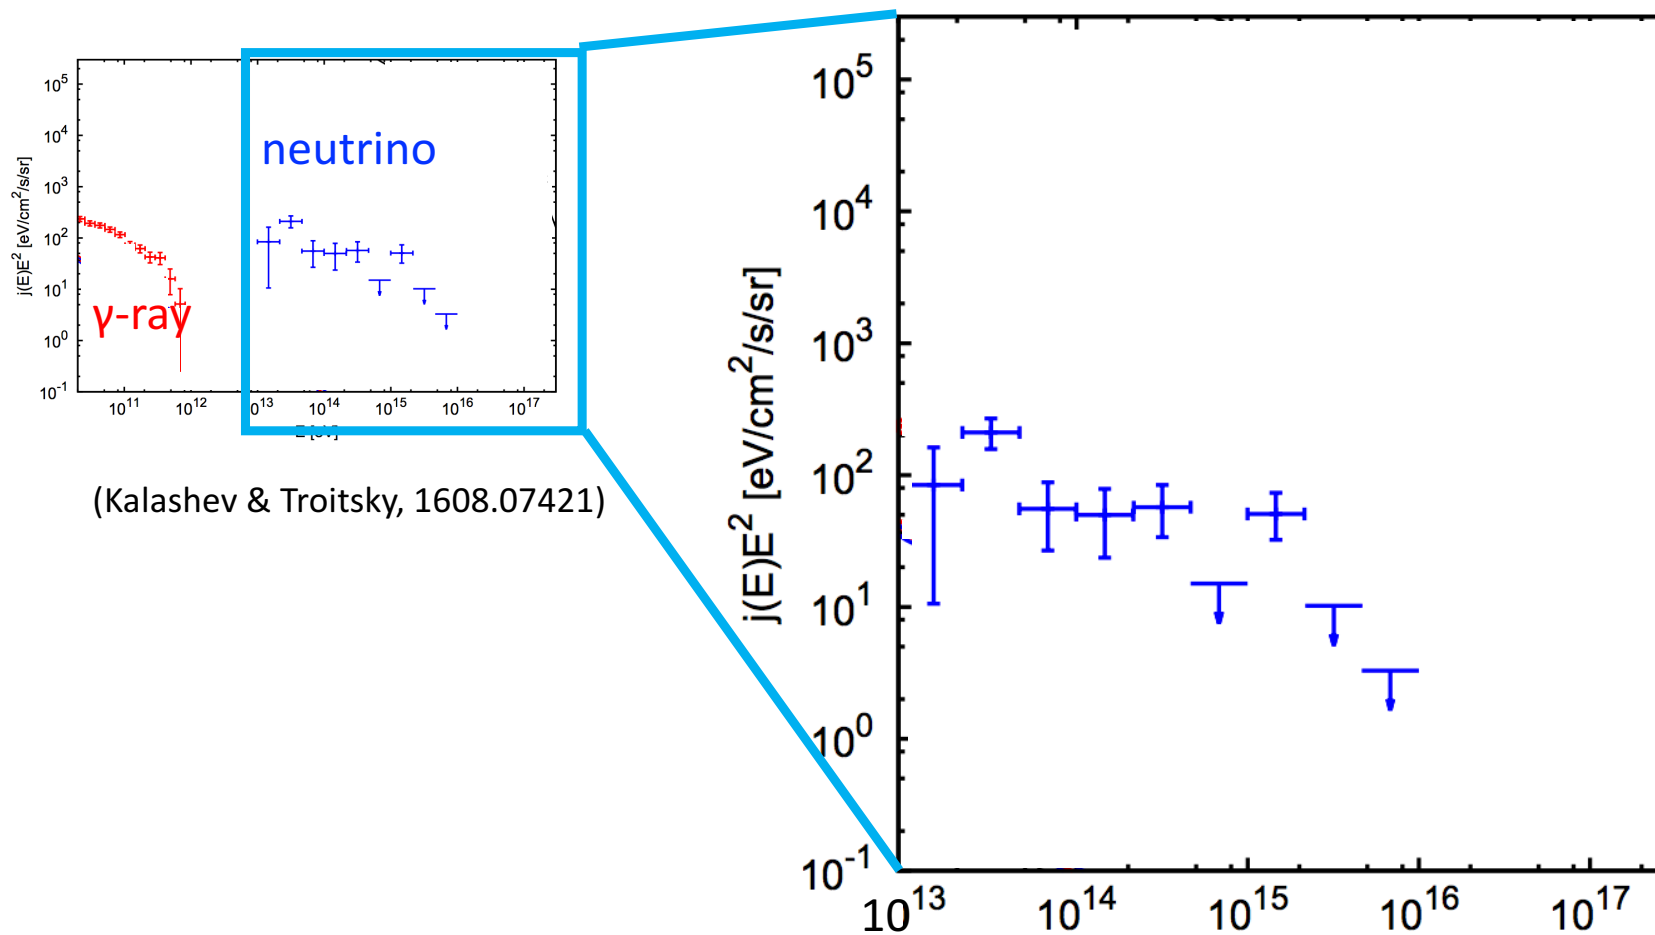 10⁵
10⁴
10³
10²
10¹
10⁰
10⁻¹
j(E)E² [eV/cm²/s/sr]
neutrino
γ-ray
10¹¹ 10¹² 10¹³ 10¹⁴ 10¹⁵ 10¹⁶ 10¹⁷
E [eV]
(Kalashev & Troitsky, 1608.07421)
10⁵
10⁴
10³
10²
10¹
10⁰
10⁻¹
j(E)E² [eV/cm²/s/sr]
10¹³ 10¹⁴ 10¹⁵ 10¹⁶ 10¹⁷